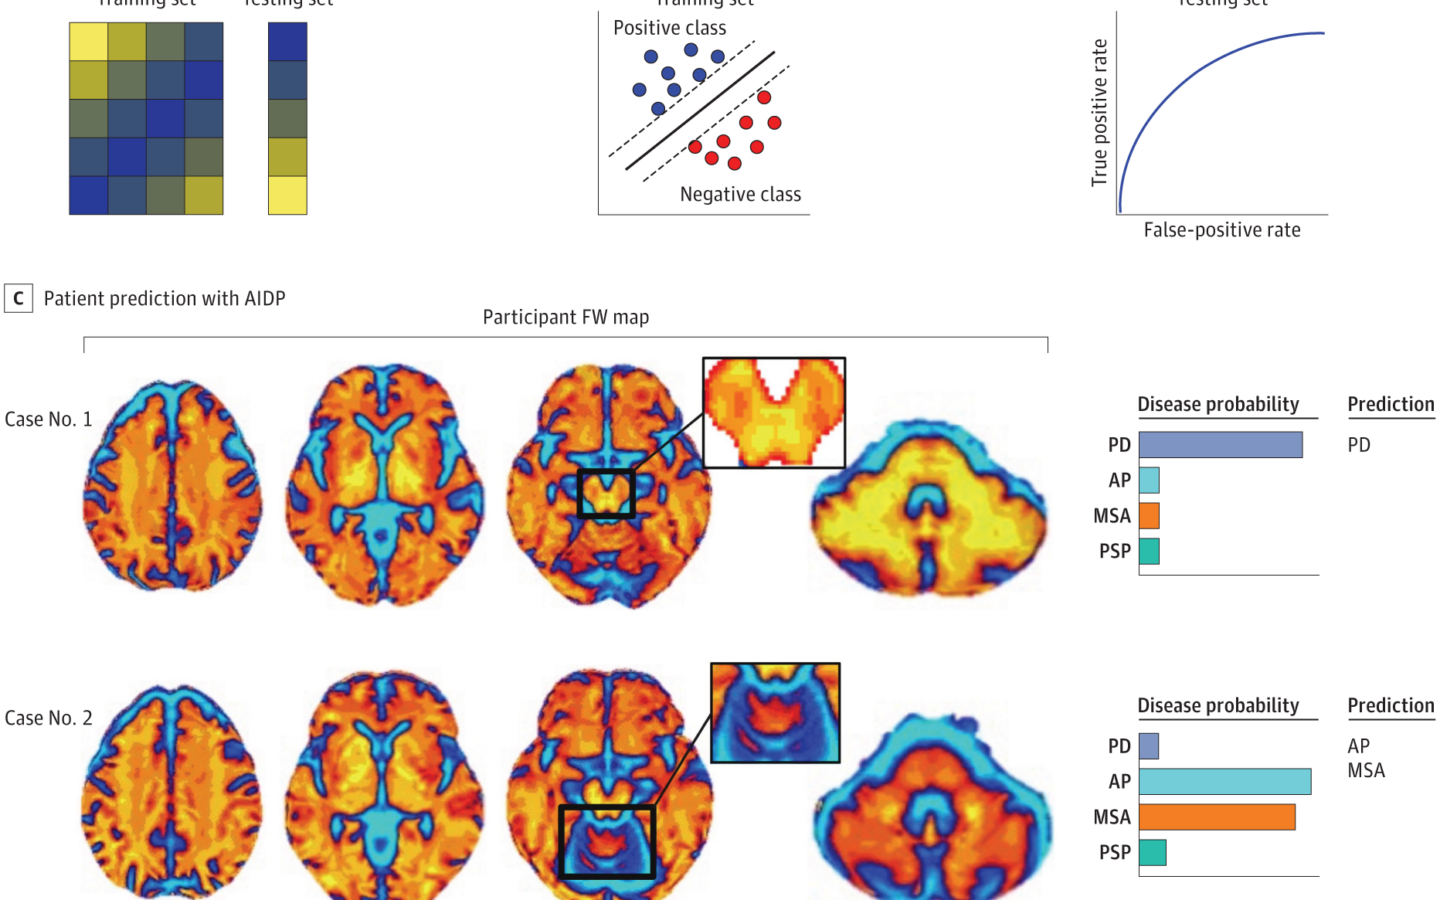 Training set
Testing set
Training set
Testing set
Positive class
Negative class
True positive rate
False-positive rate
C Patient prediction with AIDP
Participant FW map
Case No. 1
Disease probability
Prediction
PD
PD
AP
MSA
PSP
Case No. 2
Disease probability
Prediction
PD
AP
AP
MSA
MSA
PSP